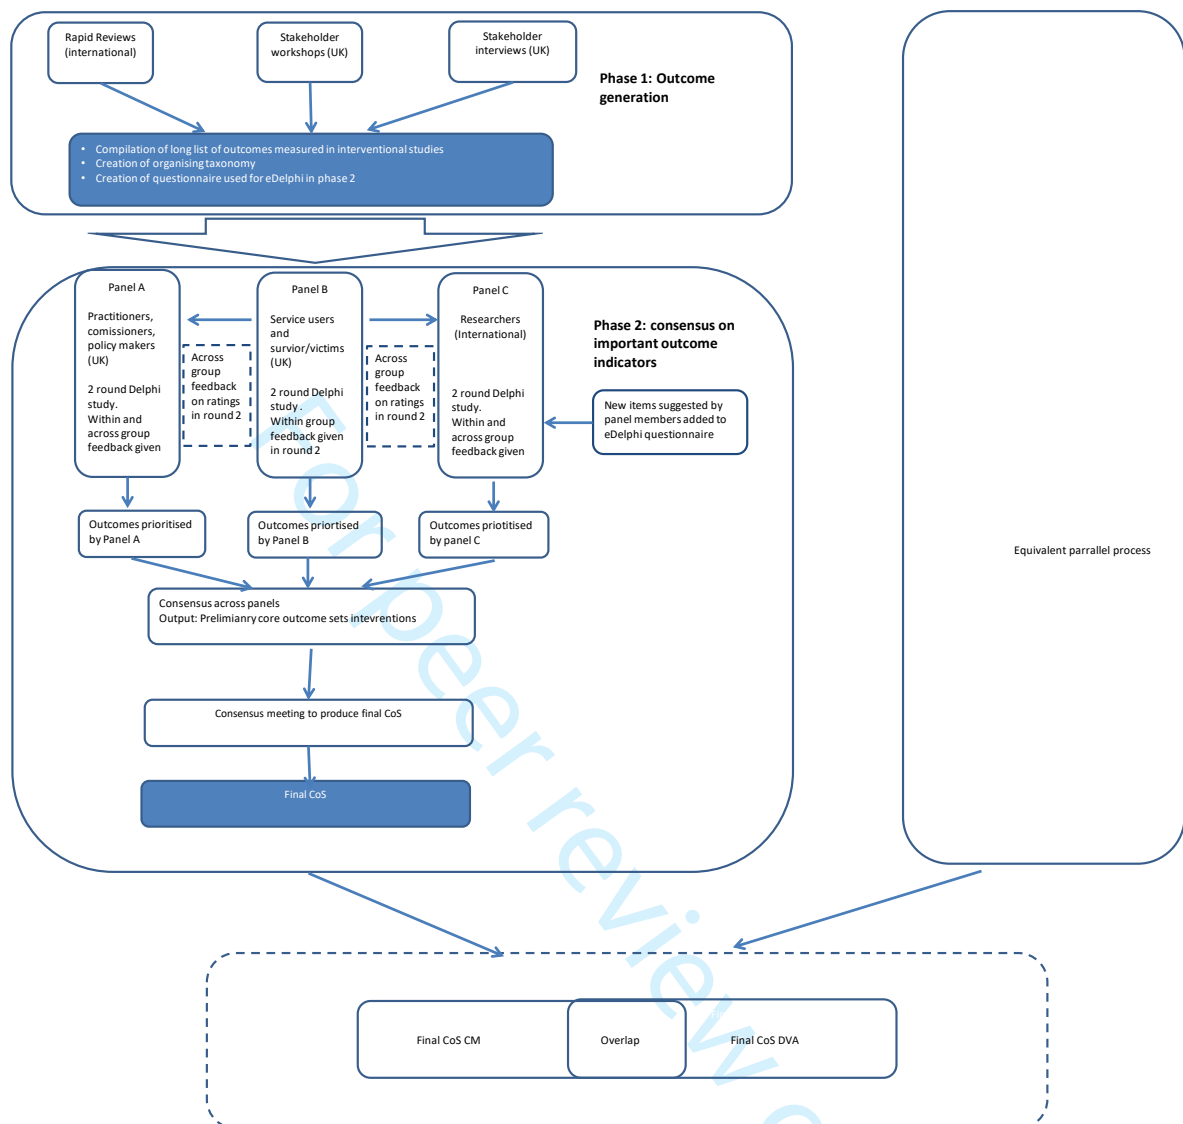 Rapid Reviews
(international)
Stakeholder
workshops (UK)
Stakeholder
interviews (UK)
Phase 1: Outcome
generation
• Compilation of long list of outcomes measured in interventional studies
• Creation of organising taxonomy
• Creation of questionnaire used for eDelphi in phase 2
Panel A
Practitioners,
comissioners,
policy makers
(UK)
2 round Delphi
study.
Within and
across group
feedback given
Across
group
feedback
on ratings
in round 2
Panel B
Service users
and
survior/victims
(UK)
2 round Delphi
study .
Within group
feedback given
in round 2
Across
group
feedback
on ratings
in round 2
Panel C
Researchers
(International)
2 round Delphi
study.
Within and
across group
feedback given
Phase 2: consensus on
important outcome
indicators
New items suggested by
panel members added to
eDelphi questionnaire
Outcomes prioritised
by Panel A
Outcomes priortised
by Panel B
Outcomes priotitised
by panel C
Consensus across panels
Output: Prelimianry core outcome sets intevrentions
Consensus meeting to produce final CoS
Final CoS
Equivalent parrallel process
Final CoS CM
Overlap
Final CoS DVA
For peer review